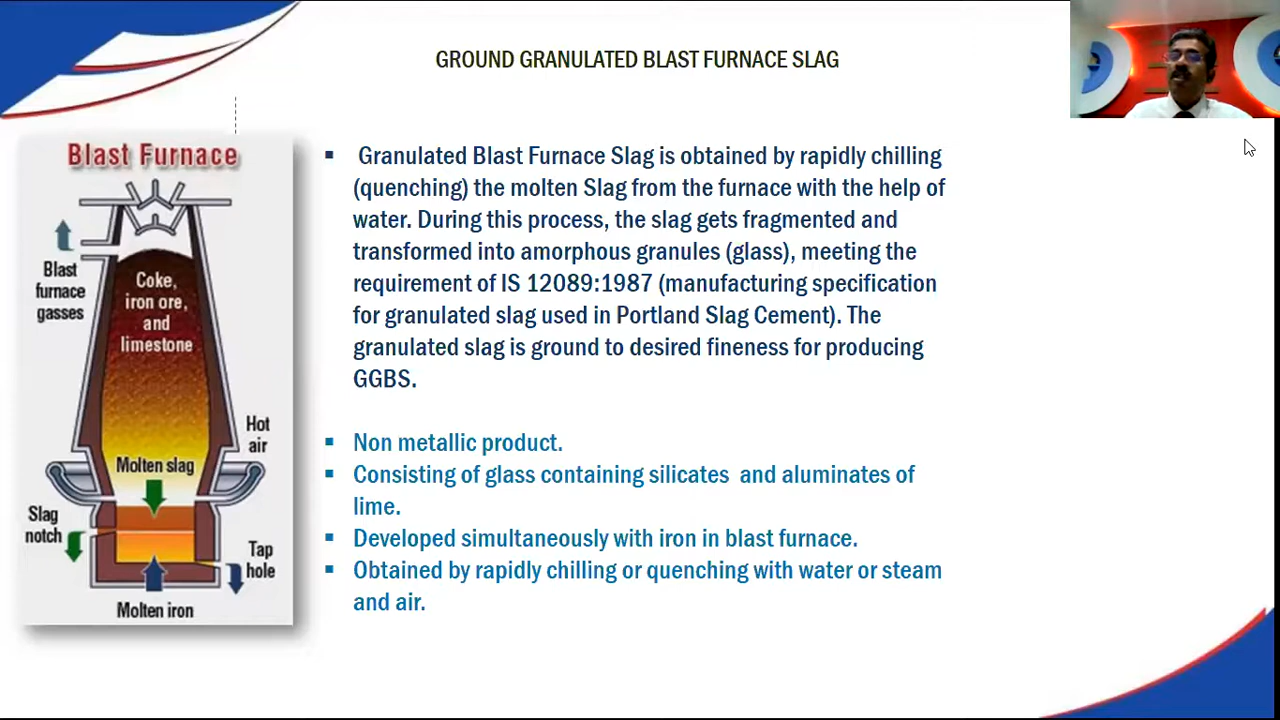 GROUND GRANULATED BLAST FURNACE SLAG
Blast Furnace
Blast
furnace
gasses
Coke,
iron ore,
and
limestone
Hot
air
Molten slag
Slag
notch
Tap
hole
Molten iron
▪ Granulated Blast Furnace Slag is obtained by rapidly chilling
(quenching) the molten Slag from the furnace with the help of
water. During this process, the slag gets fragmented and
transformed into amorphous granules (glass), meeting the
requirement of IS 12089:1987 (manufacturing specification
for granulated slag used in Portland Slag Cement). The
granulated slag is ground to desired fineness for producing
GGBS.
▪ Non metallic product.
▪ Consisting of glass containing silicates and aluminates of
lime.
▪ Developed simultaneously with iron in blast furnace.
▪ Obtained by rapidly chilling or quenching with water or steam
and air.